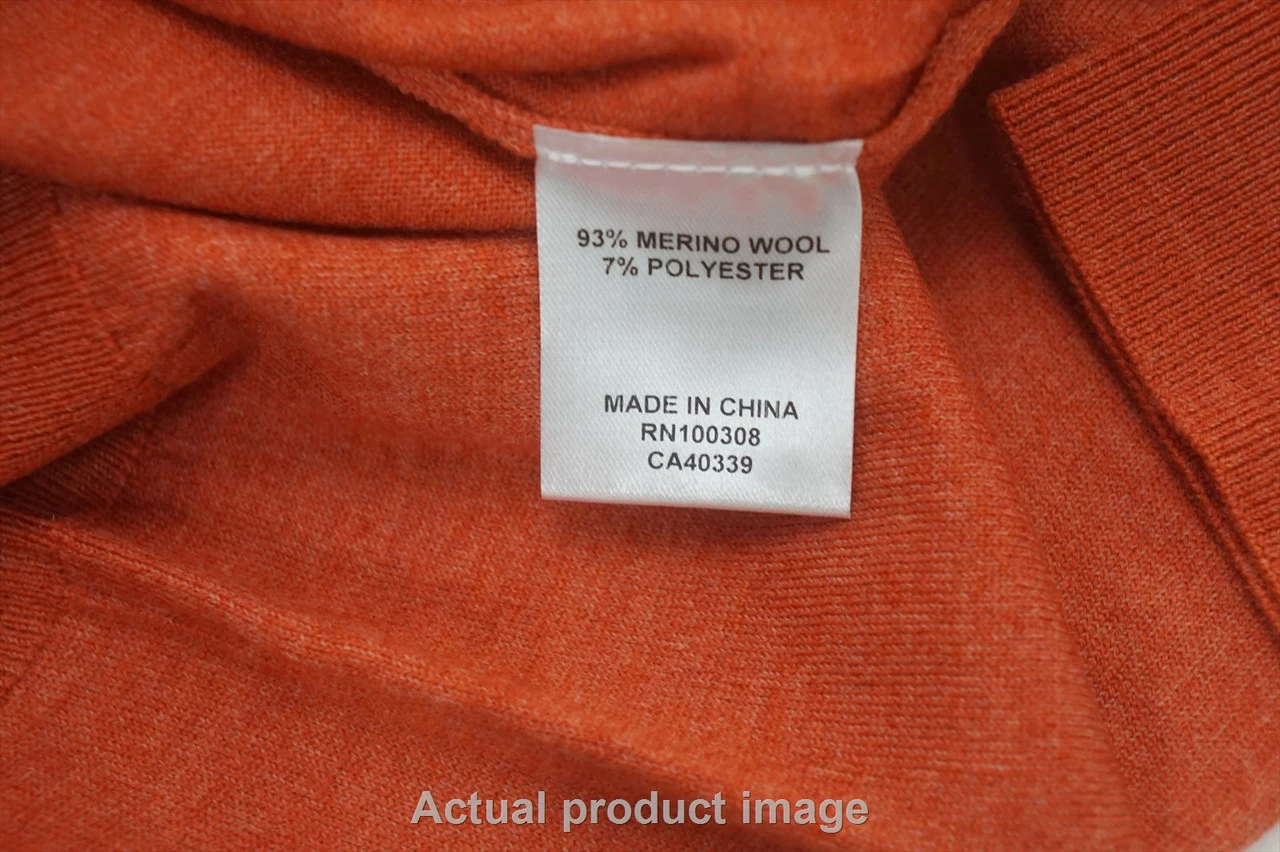 93% MERINO WOOL
7% POLYESTER
MADE IN CHINA
RN100308
CA40339
Actual product image